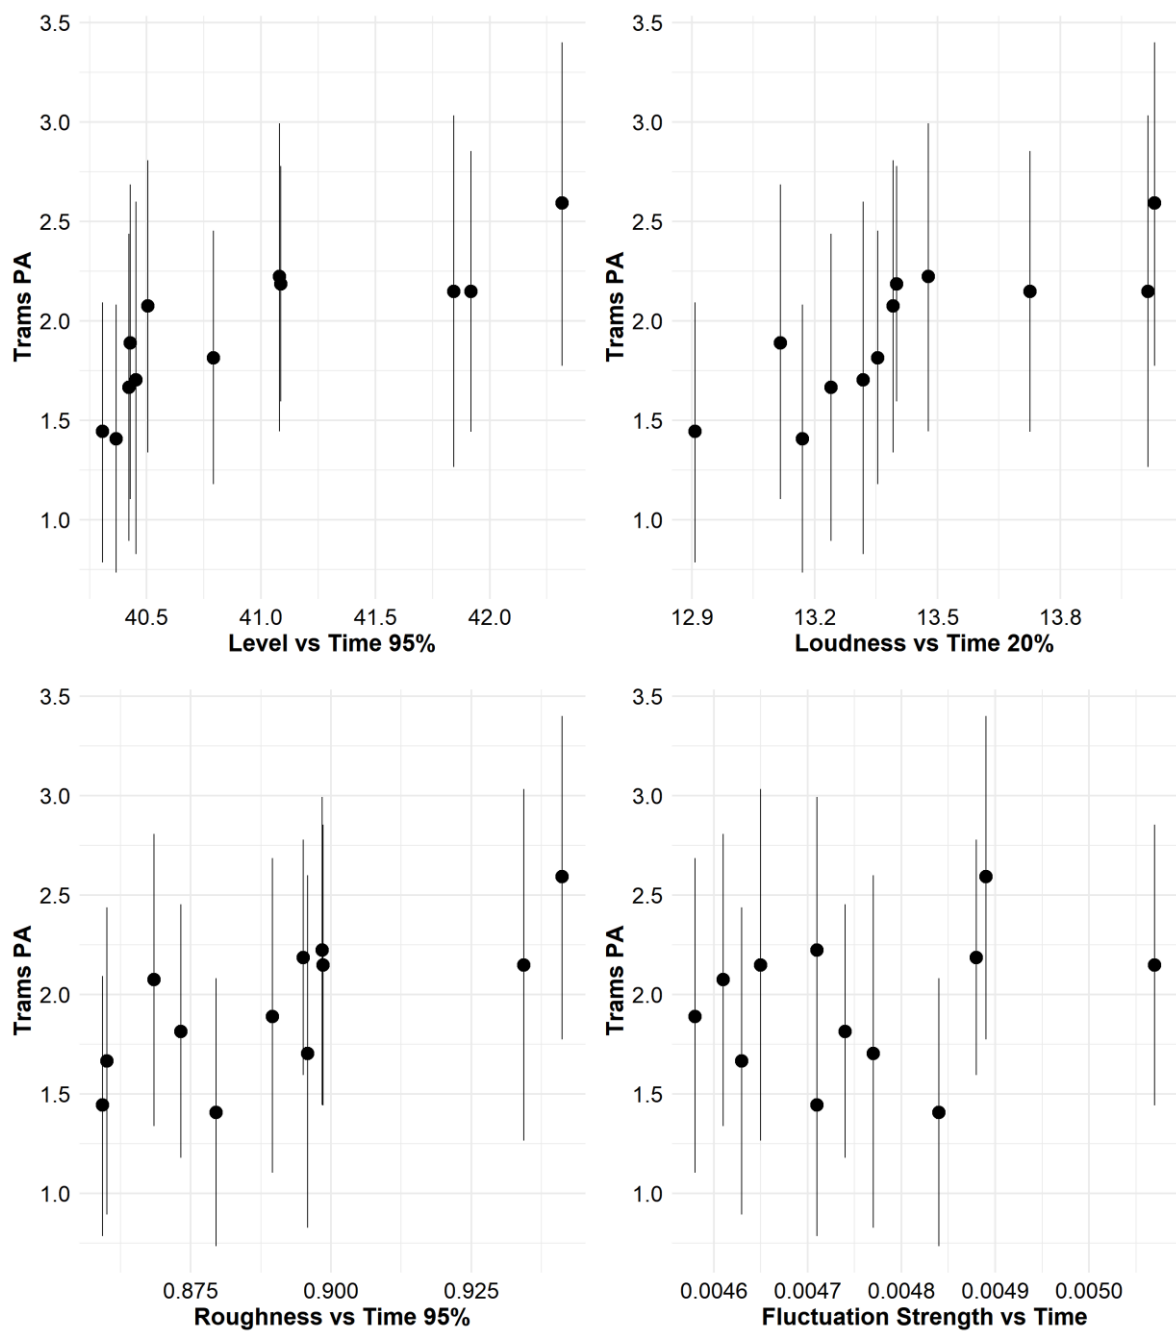 3.5
3.0
2.5
2.0
1.5
1.0
Trams PA
40.5 41.0 41.5 42.0
Level vs Time 95%
3.5
3.0
2.5
2.0
1.5
1.0
Trams PA
12.9 13.2 13.5 13.8
Loudness vs Time 20%
3.5
3.0
2.5
2.0
1.5
1.0
Trams PA
0.875 0.900 0.925
Roughness vs Time 95%
3.5
3.0
2.5
2.0
1.5
1.0
Trams PA
0.0046 0.0047 0.0048 0.0049 0.0050
Fluctuation Strength vs Time